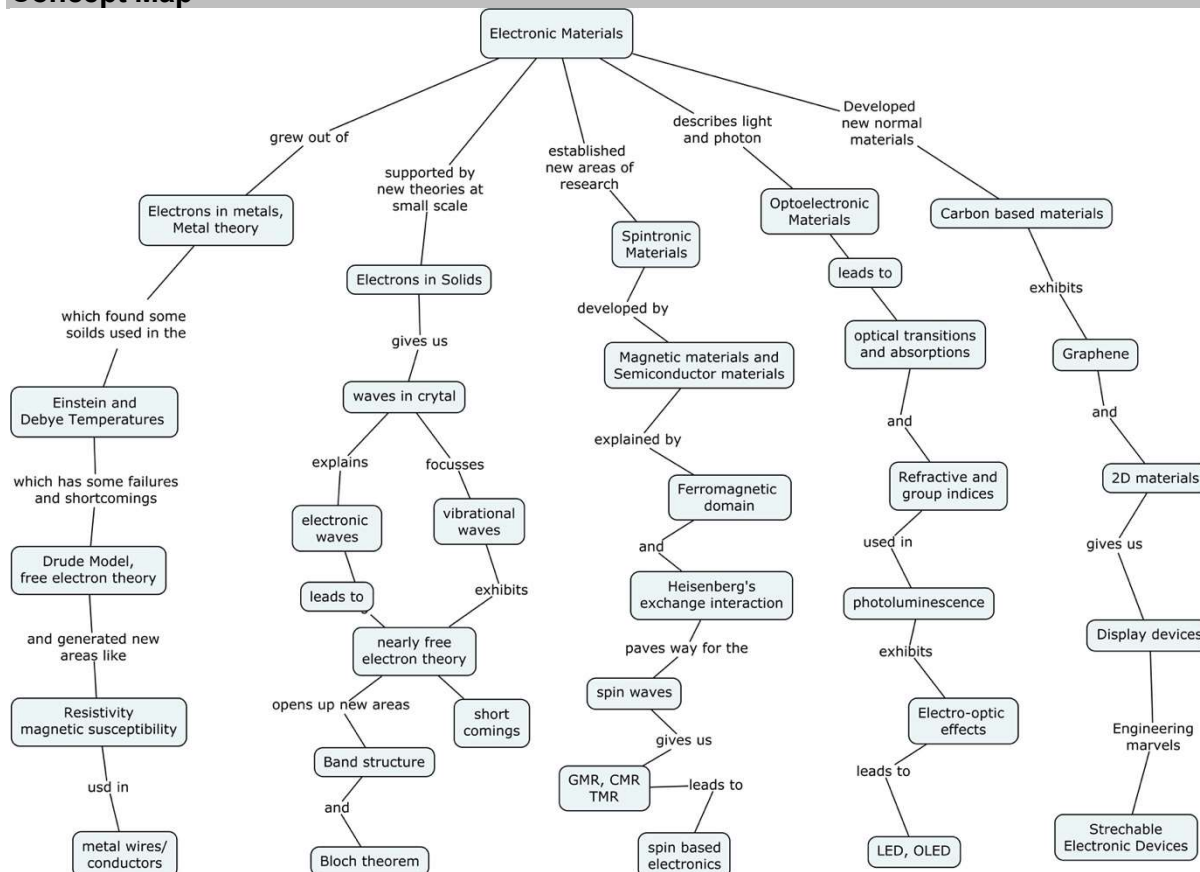 Concept Map
Electronic Materials
grew out of
supported by
new theories at
small scale
established
new areas of
research
describes light
and photon
Developed
new normal
materials
Electrons in metals,
Metal theory
Electrons in Solids
Spintronic
Materials
Optoelectronic
Materials
Carbon based materials
which found some
soilds used in the
Einstein and
Debye Temperatures
which has some failures
and shortcomings
Drude Model,
free electron theory
and generated new
areas like
Resistivity
magnetic susceptibility
usd in
metal wires/
conductors
gives us
waves in crytal
explains
focusses
electronic
waves
vibrational
waves
leads to
exhibits
nearly free
electron theory
opens up new areas
short
comings
Band structure
and
Bloch theorem
developed by
Magnetic materials and
Semiconductor materials
explained by
Ferromagnetic
domain
and
Heisenberg's
exchange interaction
paves way for the
spin waves
gives us
GMR, CMR
TMR
leads to
spin based
electronics
leads to
optical transitions
and absorptions
and
Refractive and
group indices
used in
photoluminescence
exhibits
Electro-optic
effects
leads to
LED, OLED
exhibits
Graphene
and
2D materials
gives us
Display devices
Engineering
marvels
Strechable
Electronic Devices